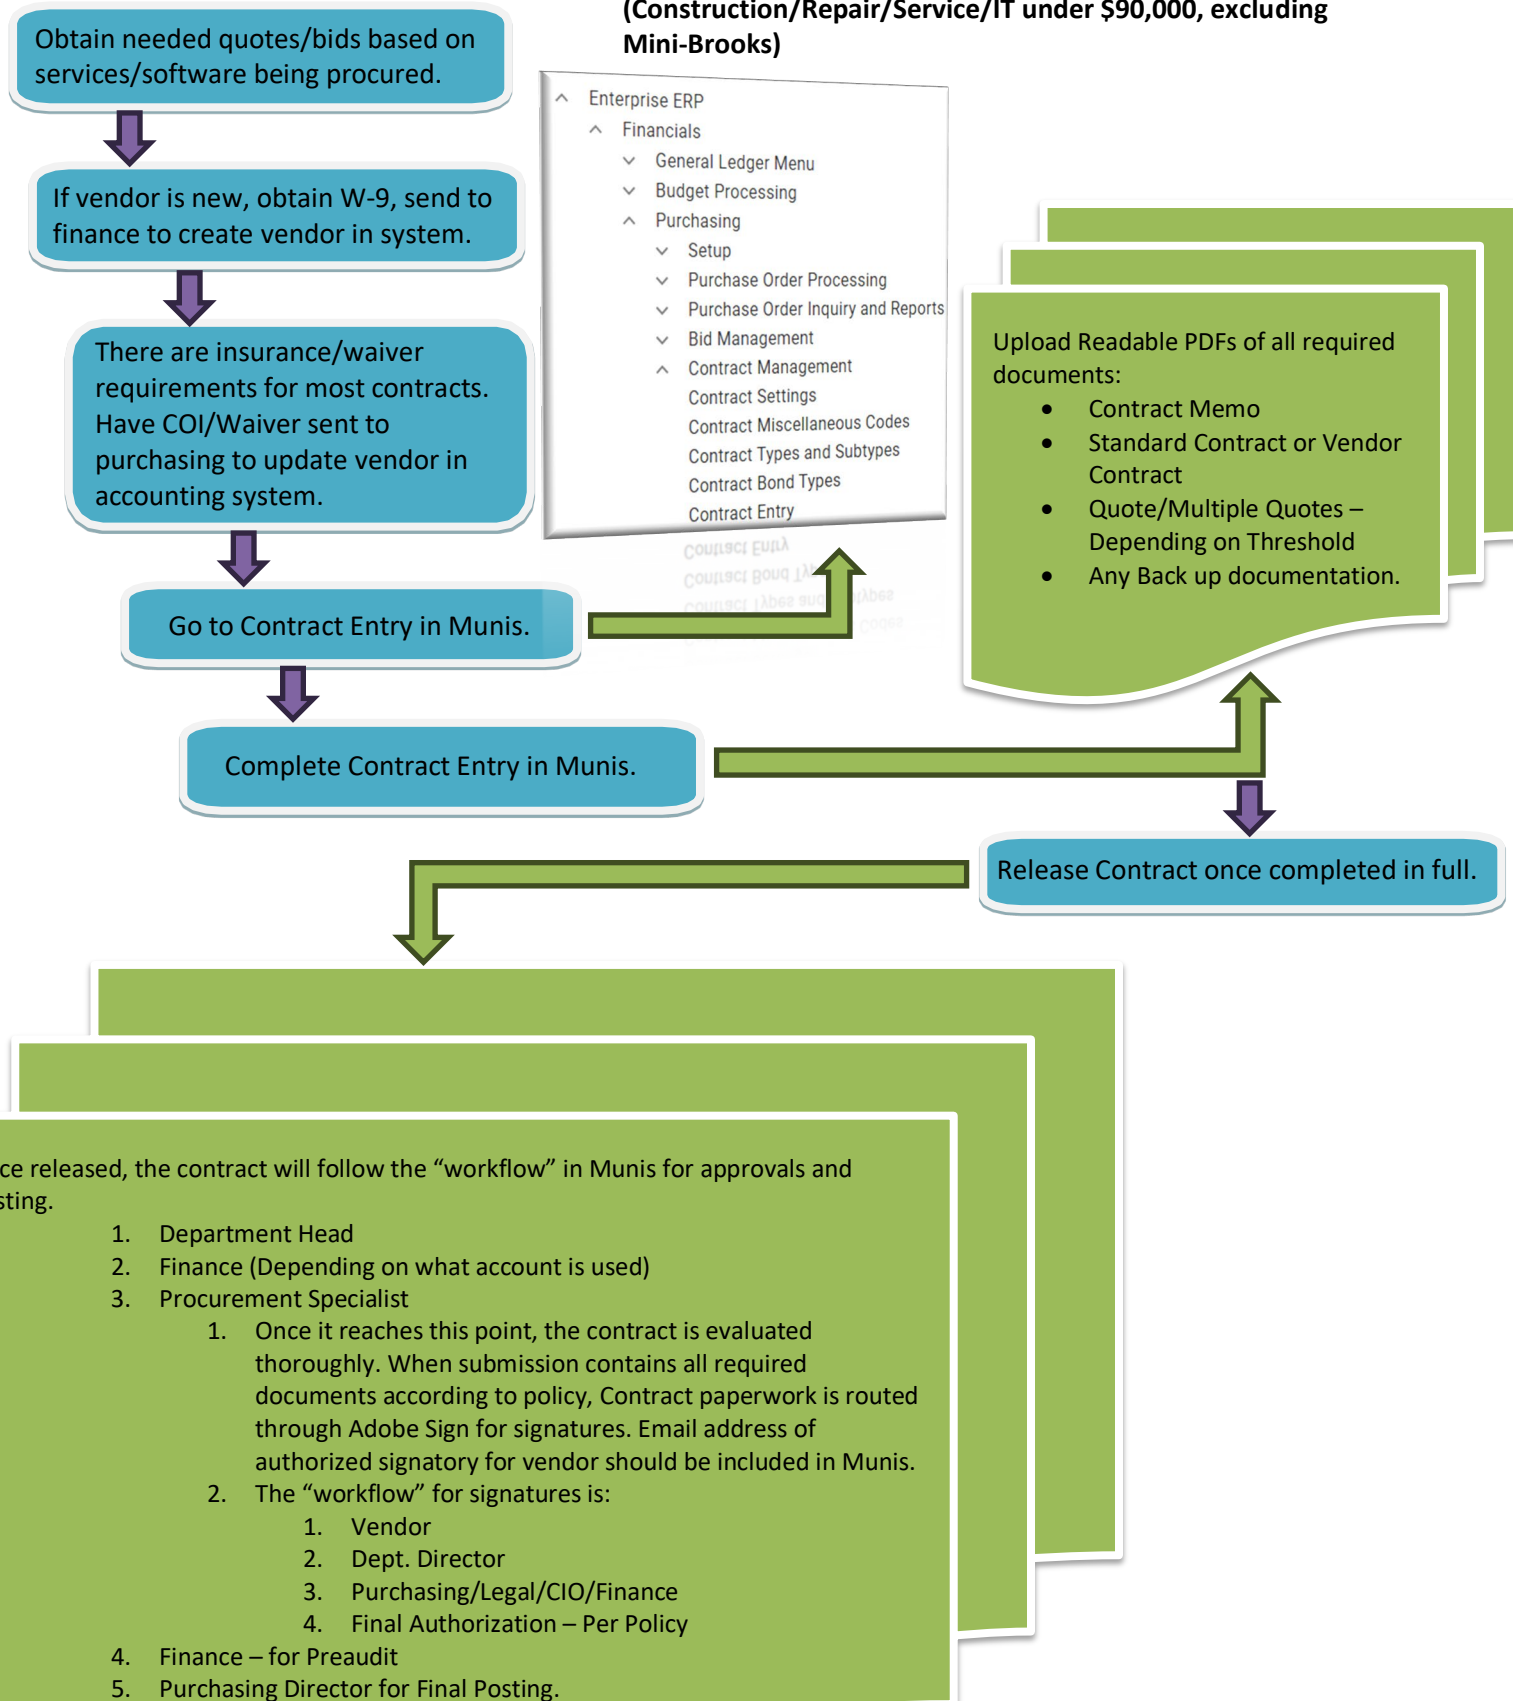 (Construction/Repair/Service/IT under $90,000, excluding
Mini-Brooks)
Obtain needed quotes/bids based on
services/software being procured.
If vendor is new, obtain W-9, send to
finance to create vendor in system.
There are insurance/waiver
requirements for most contracts.
Have COI/Waiver sent to
purchasing to update vendor in
accounting system.
Go to Contract Entry in Munis.
Enterprise ERP
Financials
General Ledger Menu
Budget Processing
Purchasing
Setup
Purchase Order Processing
Purchase Order Inquiry and Reports
Bid Management
Contract Management
Contract Settings
Contract Miscellaneous Codes
Contract Types and Subtypes
Contract Bond Types
Contract Entry
Complete Contract Entry in Munis.
Upload Readable PDFs of all required
documents:
• Contract Memo
• Standard Contract or Vendor
Contract
• Quote/Multiple Quotes –
Depending on Threshold
• Any Back up documentation.
Release Contract once completed in full.
ce released, the contract will follow the “workflow” in Munis for approvals and
sting.
1. Department Head
2. Finance (Depending on what account is used)
3. Procurement Specialist
1. Once it reaches this point, the contract is evaluated
thoroughly. When submission contains all required
documents according to policy, Contract paperwork is routed
through Adobe Sign for signatures. Email address of
authorized signatory for vendor should be included in Munis.
2. The “workflow” for signatures is:
1. Vendor
2. Dept. Director
3. Purchasing/Legal/CIO/Finance
4. Final Authorization – Per Policy
4. Finance – for Preaudit
5. Purchasing Director for Final Posting.